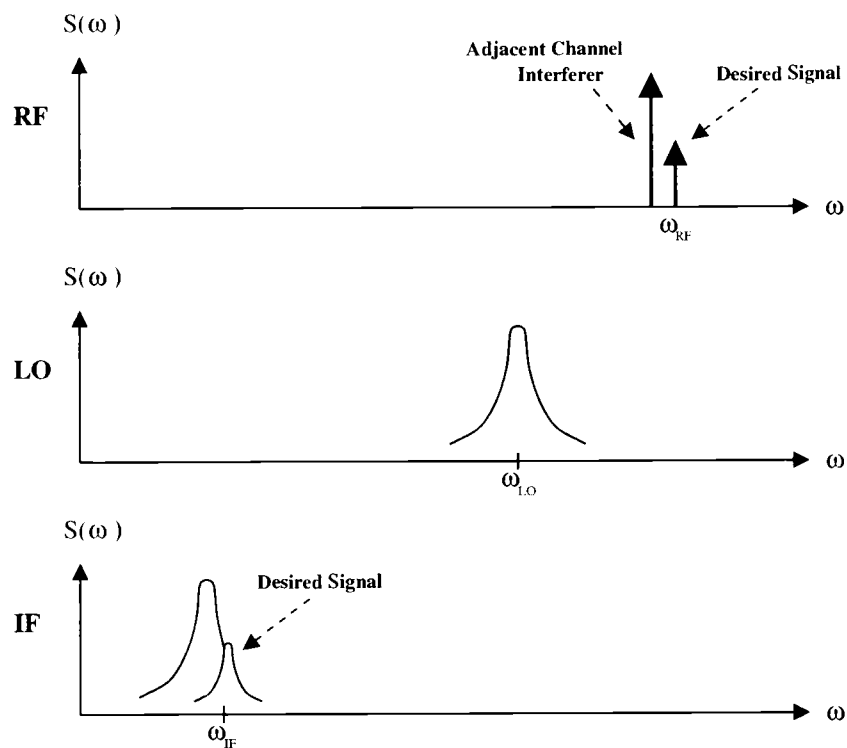 S(ω)
Adjacent Channel
Interferer
Desired Signal
RF
ω
ω_RF
S(ω)
LO
ω
ω_LO
S(ω)
Desired Signal
IF
ω
ω_IF